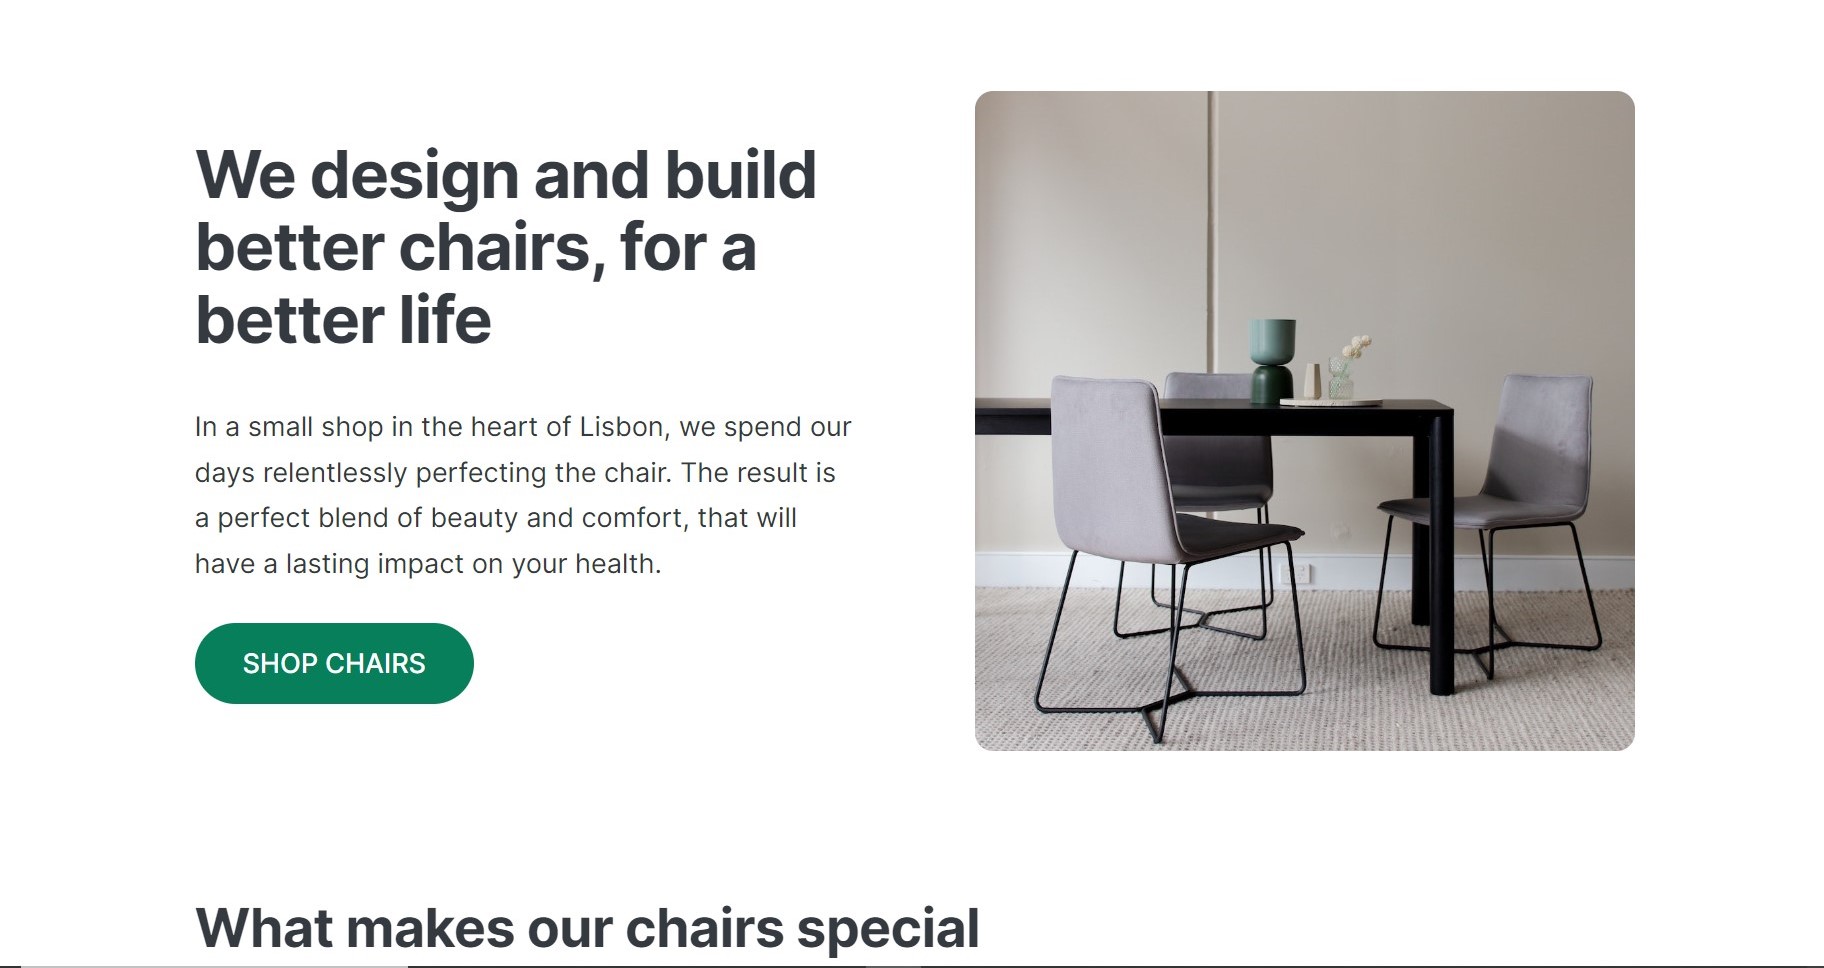 We design and build
better chairs, for a
better life
In a small shop in the heart of Lisbon, we spend our
days relentlessly perfecting the chair. The result is
a perfect blend of beauty and comfort, that will
have a lasting impact on your health.
SHOP CHAIRS
What makes our chairs special